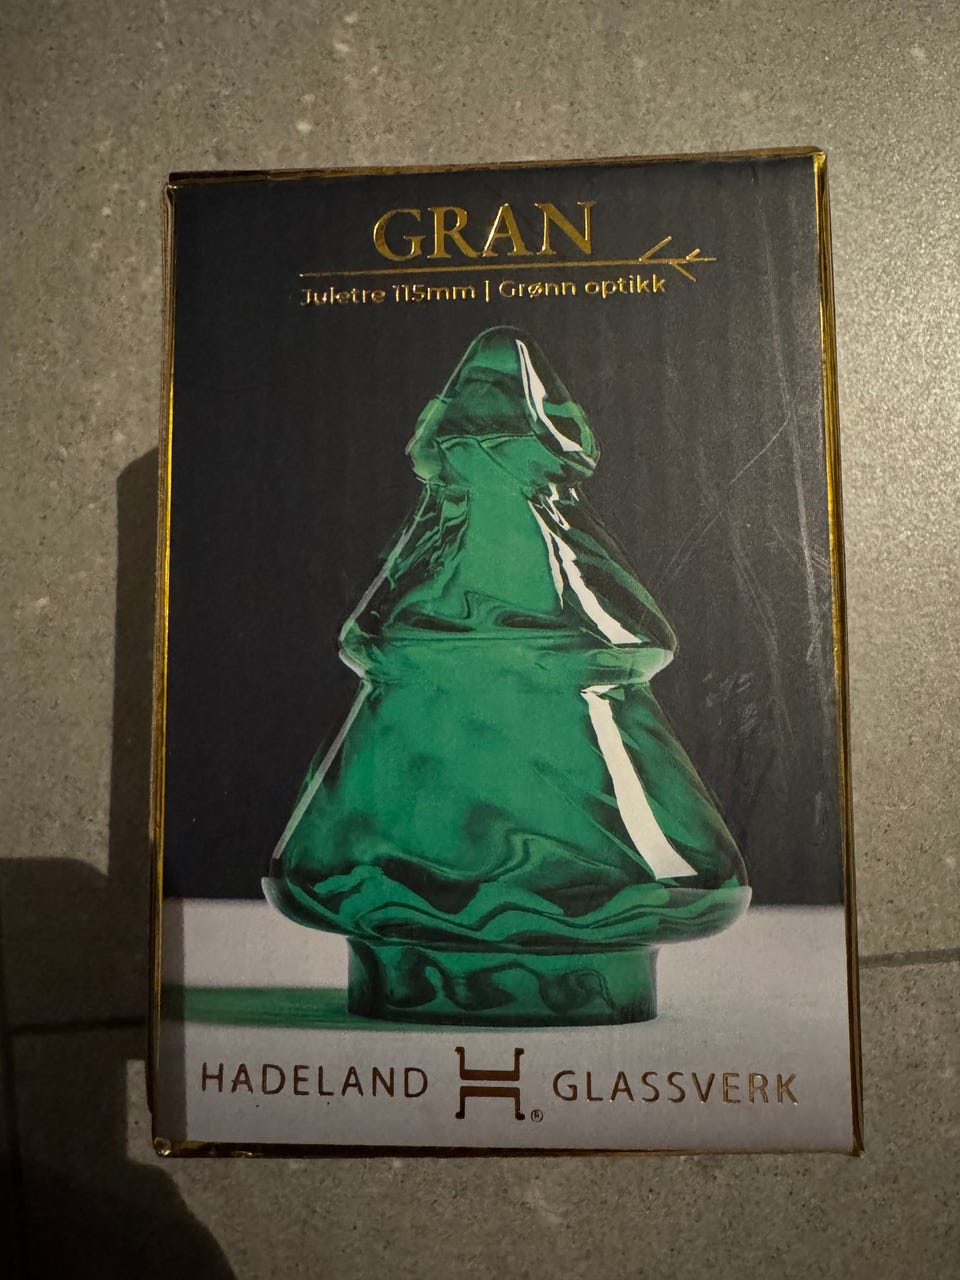 GRAN
Juletre 115mm | Grønn optikk
HADELAND H® GLASSVERK